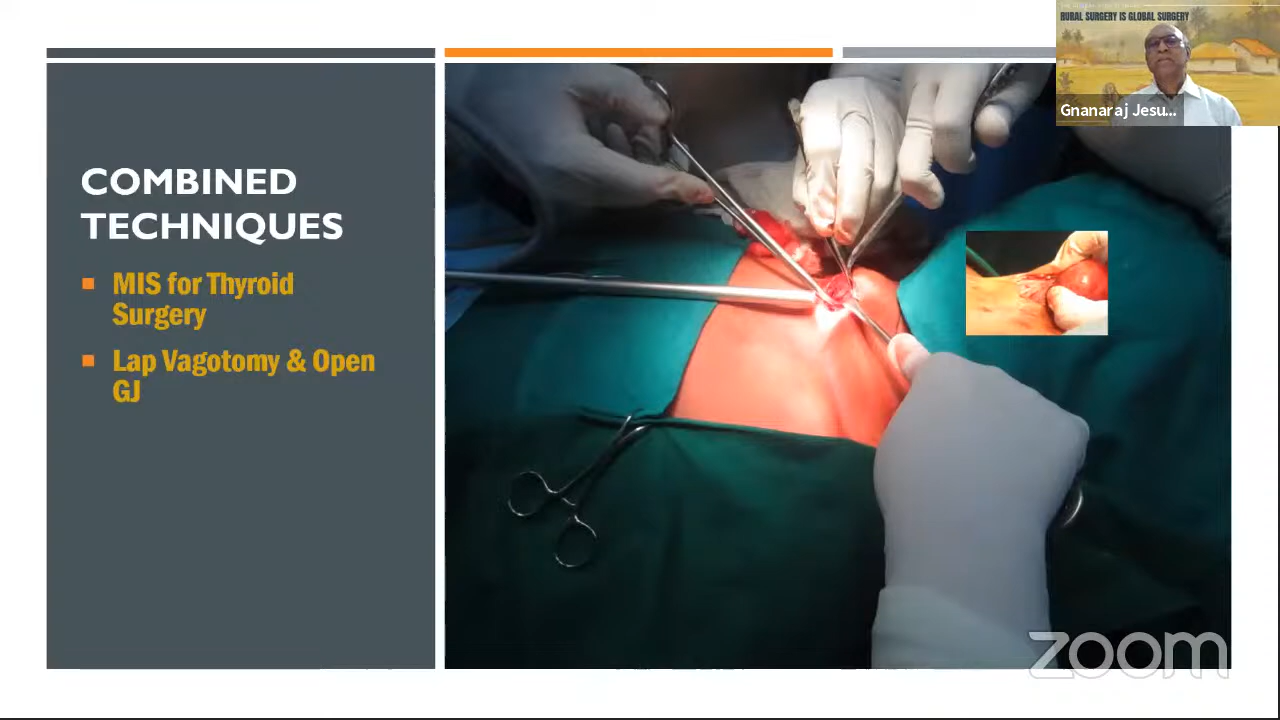 RURAL SURGERY IS GLOBAL SURGERY
Gnanaraj Jesu...
COMBINED
TECHNIQUES
MIS for Thyroid
Surgery
Lap Vagotomy & Open
GJ
zoom